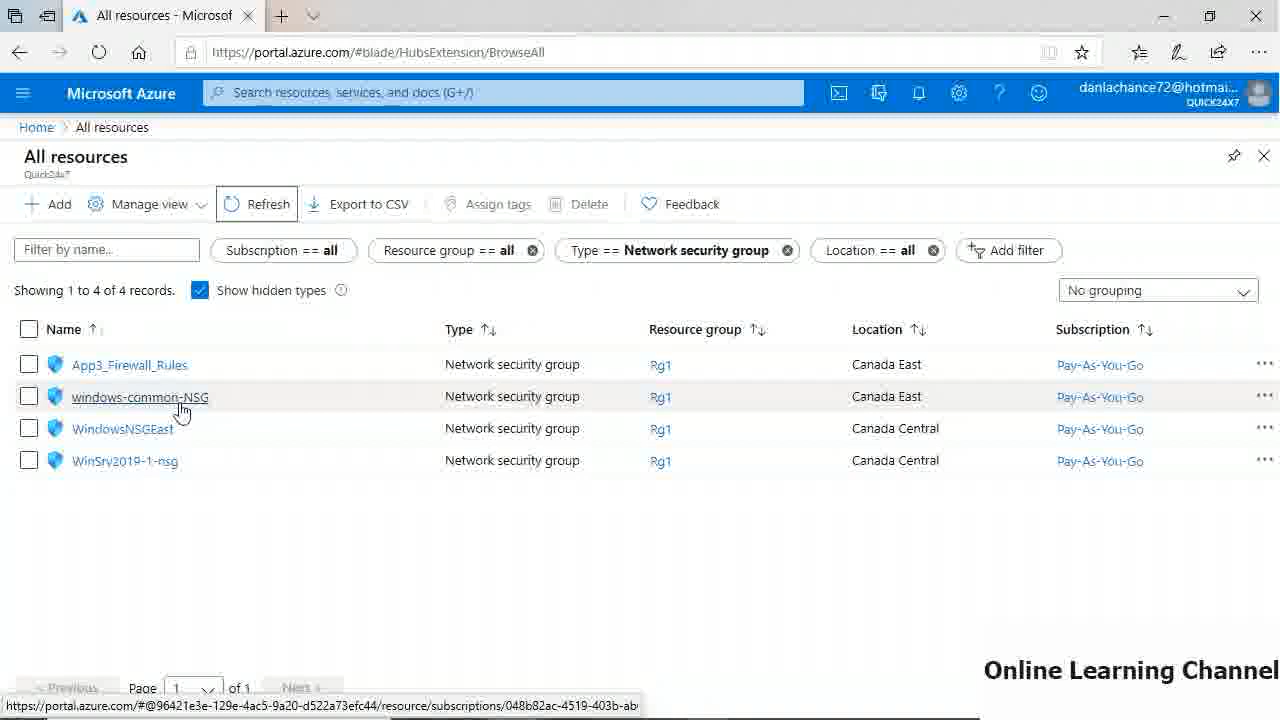 All resources - Microsof
https://portal.azure.com/#blade/HubsExtension/BrowseAll
Microsoft Azure
Search resources, services, and docs (G+/)
danlachance72@hotmai...
QUICK24X7
Home > All resources
All resources
Quick24x7
Add
Manage view
Refresh
Export to CSV
Assign tags
Delete
Feedback
Filter by name...
Subscription == all
Resource group == all
Type == Network security group
Location == all
Add filter
Showing 1 to 4 of 4 records.
Show hidden types
No grouping
Name Type Resource group Location Subscription
App3_Firewall_Rules Network security group Rg1 Canada East Pay-As-You-Go ...
windows-common-NSG Network security group Rg1 Canada East Pay-As-You-Go ...
WindowsNSGEast Network security group Rg1 Canada Central Pay-As-You-Go ...
WinSrv2019-1-nsg Network security group Rg1 Canada Central Pay-As-You-Go ...
Online Learning Channel
< Previous Page 1 of 1 Next >
https://portal.azure.com/#@96421e3e-129e-4ac5-9a20-d522a73efc44/resource/subscriptions/048b82ac-4519-403b-ab